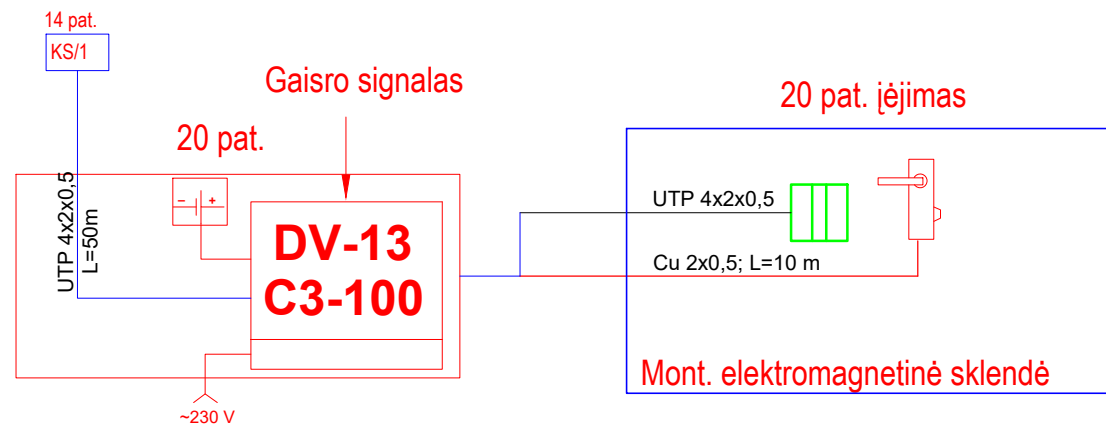 14 pat.
KS/1
Gaisro signalas
20 pat.
UTP 4x2x0,5
L=50m
- +
DV-13
C3-100
~230 V
20 pat. įėjimas
UTP 4x2x0,5
Cu 2x0,5; L=10 m
Mont. elektromagnetinė sklendė